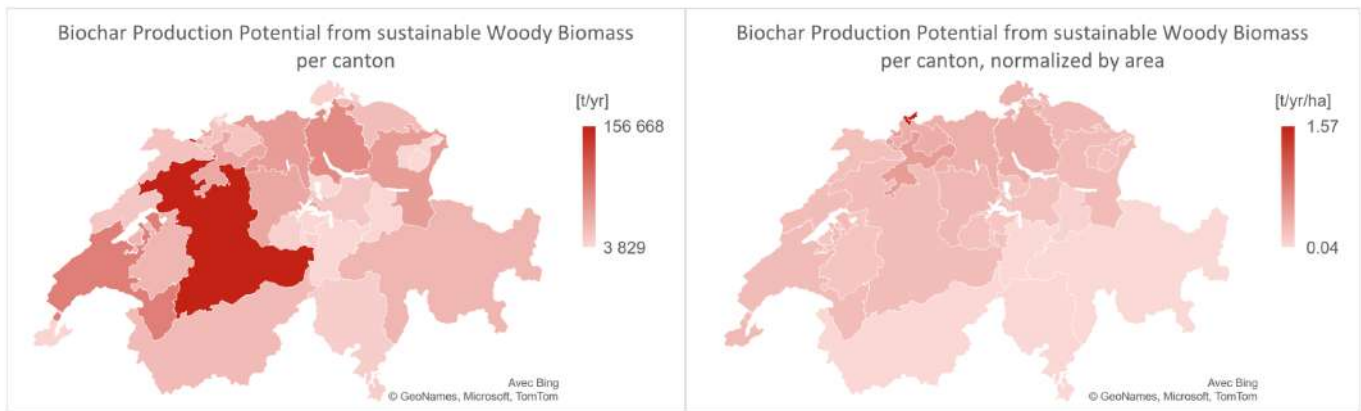 Biochar Production Potential from sustainable Woody Biomass
per canton
[t/yr]
156 668
3 829
Avec Bing
© GeoNames, Microsoft, TomTom
Biochar Production Potential from sustainable Woody Biomass
per canton, normalized by area
[t/yr/ha]
1.57
0.04
Avec Bing
© GeoNames, Microsoft, TomTom